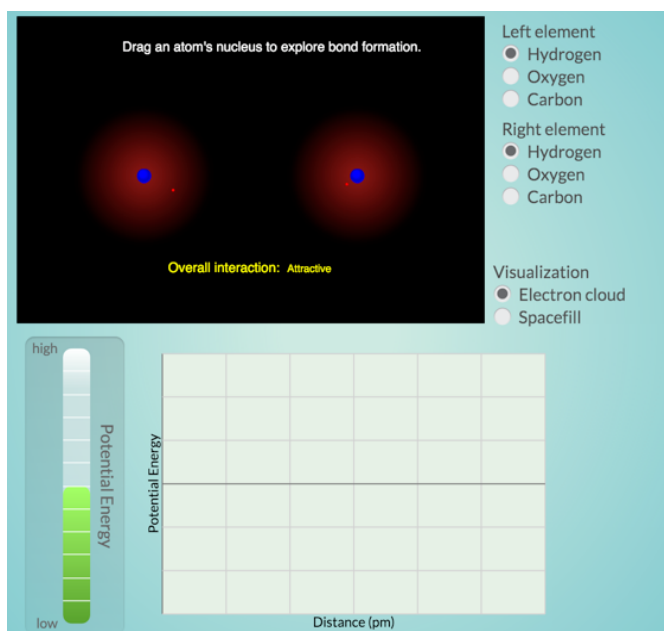 Drag an atom's nucleus to explore bond formation.
Overall interaction: Attractive
Left element
Hydrogen
Oxygen
Carbon
Right element
Hydrogen
Oxygen
Carbon
Visualization
Electron cloud
Spacefill
high
Potential Energy
low
Potential Energy
Distance (pm)